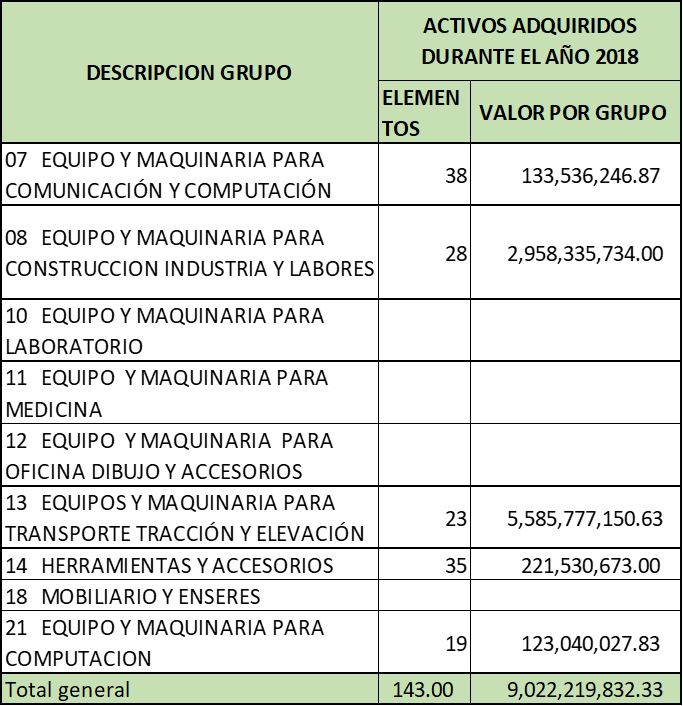 DESCRIPCION GRUPO
ACTIVOS ADQUIRIDOS
DURANTE EL AÑO 2018
ELEMEN
TOS
VALOR POR GRUPO
07 EQUIPO Y MAQUINARIA PARA
COMUNICACIÓN Y COMPUTACIÓN 38 133,536,246.87
08 EQUIPO Y MAQUINARIA PARA
CONSTRUCCION INDUSTRIA Y LABORES 28 2,958,335,734.00
10 EQUIPO Y MAQUINARIA PARA
LABORATORIO
11 EQUIPO Y MAQUINARIA PARA
MEDICINA
12 EQUIPO Y MAQUINARIA PARA
OFICINA DIBUJO Y ACCESORIOS
13 EQUIPOS Y MAQUINARIA PARA
TRANSPORTE TRACCIÓN Y ELEVACIÓN 23 5,585,777,150.63
14 HERRAMIENTAS Y ACCESORIOS 35 221,530,673.00
18 MOBILIARIO Y ENSERES
21 EQUIPO Y MAQUINARIA PARA
COMPUTACION 19 123,040,027.83
Total general 143.00 9,022,219,832.33